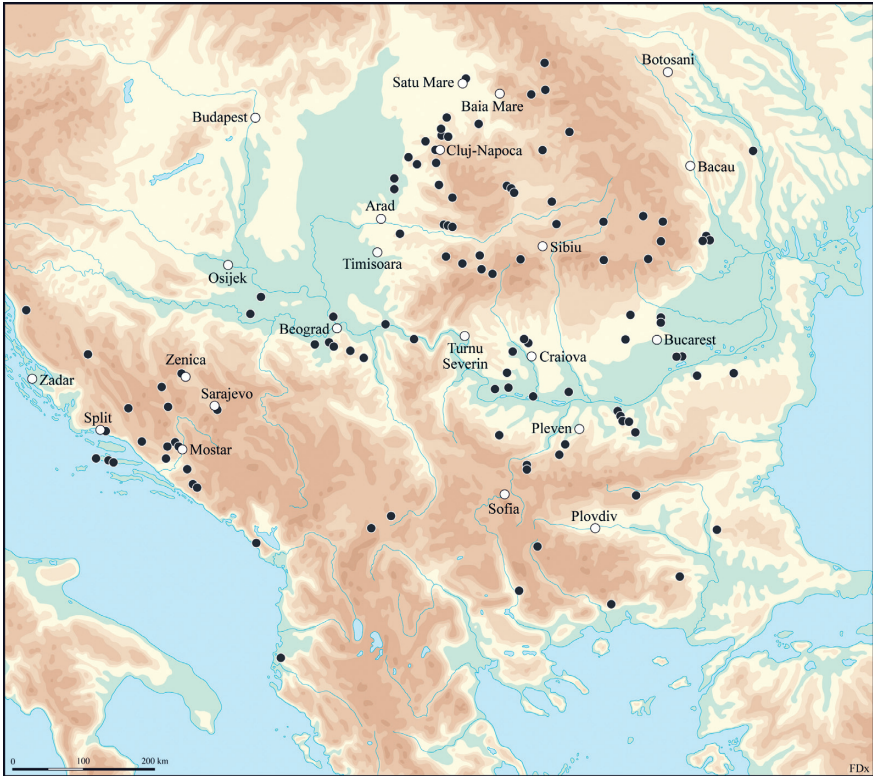 Botosani
Satu Mare
Baia Mare
Budapest
Cluj-Napoca
Bacau
Arad
Sibiu
Timisoara
Osijek
Beograd
Turnu
Severin
Bucarest
Craiova
Zenica
Zadar
Sarajevo
Split
Pleven
Mostar
Sofia
Plovdiv
0 100 200 km
FDx